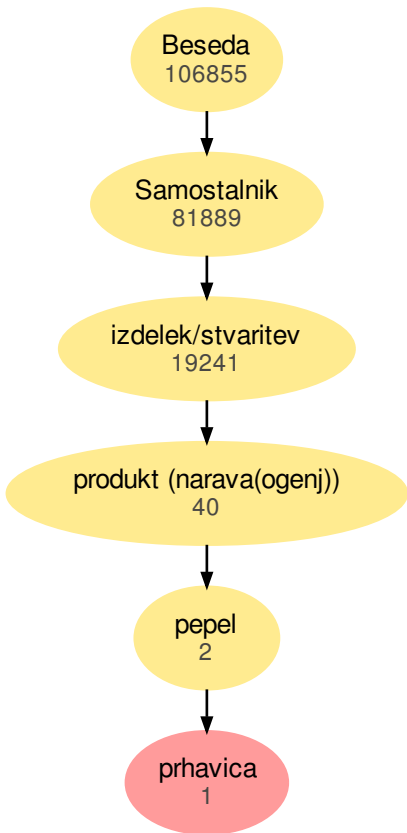 Beseda
106855
Samostalnik
81889
izdelek/stvaritev
19241
produkt (narava(ogenj))
40
pepel
2
prhavica
1